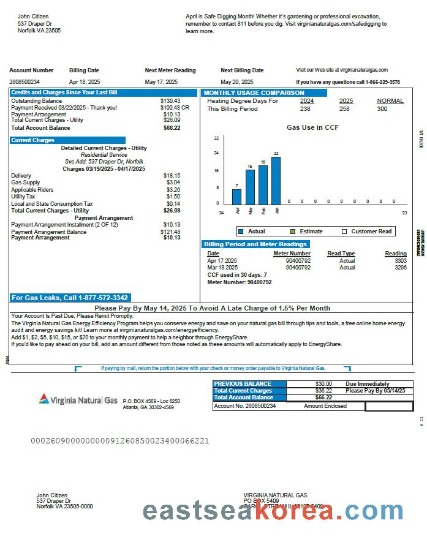 John Citizen
537 Draper Dr
Norfolk VA 23505
April is Safe Digging Month! Whether it's gardening or professional excavation,
remember to contact 811 before you dig. Visit virginianaturalgas.com/safedigging to
learn more.
Account Number Billing Date Next Meter Reading Next Billing Date Visit our Web site at virginianaturalgas.com
2608500234 Apr 18, 2025 May 17, 2025 May 20, 2025 If you have any questions call 1-866-229-3578
Credits and Charges Since Your Last Bill
Outstanding Balance $130.43
Payment Received 03/22/2025 - Thank you! $100.43 CR
Payment Arrangement $10.13
Total Current Charges - Utility $26.09
Total Account Balance $66.22
Current Charges
Detailed Current Charges - Utility
Residential Service
Svc Add: 537 Draper Dr, Norfolk
Charges 03/15/2025 - 04/17/2025
Delivery $18.15
Gas Supply $3.04
Applicable Riders $3.26
Utility Tax $1.50
Local and State Consumption Tax $0.14
Total Current Charges - Utility $26.09
Payment Arrangement
Payment Arrangement Instalment (2 OF 12) $10.13
Payment Arrangement Balance $121.48
Payment Arrangement $10.13
MONTHLY USAGE COMPARISON
Heating Degree Days For 2024 2025 NORMAL
This Billing Period 238 256 300
Gas Use in CCF
Actual Estimate Customer Read
Billing Period and Meter Readings
Date Meter Number Read Type Reading
Apr 17 2025 90400792 Actual 3303
Mar 18 2025 90400792 Actual 3296
CCF used in 30 days: 7
Meter Number: 90400792
For Gas Leaks, Call 1-877-572-3342
Please Pay By May 14, 2025 To Avoid A Late Charge of 1.5% Per Month
Your Account is Past Due, Please Remit Promptly.
The Virginia Natural Gas Energy Efficiency Program helps you conserve energy and save on your natural gas bill through tips and tools, a free online home energy
audit and energy savings kit! Learn more at virginianaturalgas.com/energyefficiency.
Add $1, $2, $5, $10, $15, or $20 to your monthly payment to help a neighbor through EnergyShare.
If you'd like to pay ahead on your bill, add an amount different from those noted as these amounts will automatically apply to EnergyShare.
If paying by mail, return the portion below with your check or money order payable to Virginia Natural Gas.
Virginia Natural Gas
P.O. BOX 4569 - Loc 6250
Atlanta, GA 30302-4569
PREVIOUS BALANCE $30.00 Due Immediately
Total Current Charges $36.22 Please Pay By 05/14/25
Total Account Balance $66.22
Account No. 2608500234 Amount Enclosed
John Citizen
537 Draper Dr
Norfolk VA 23505-0000
VIRGINIA NATURAL GAS
PO BOX 5409
eastseakorea.com